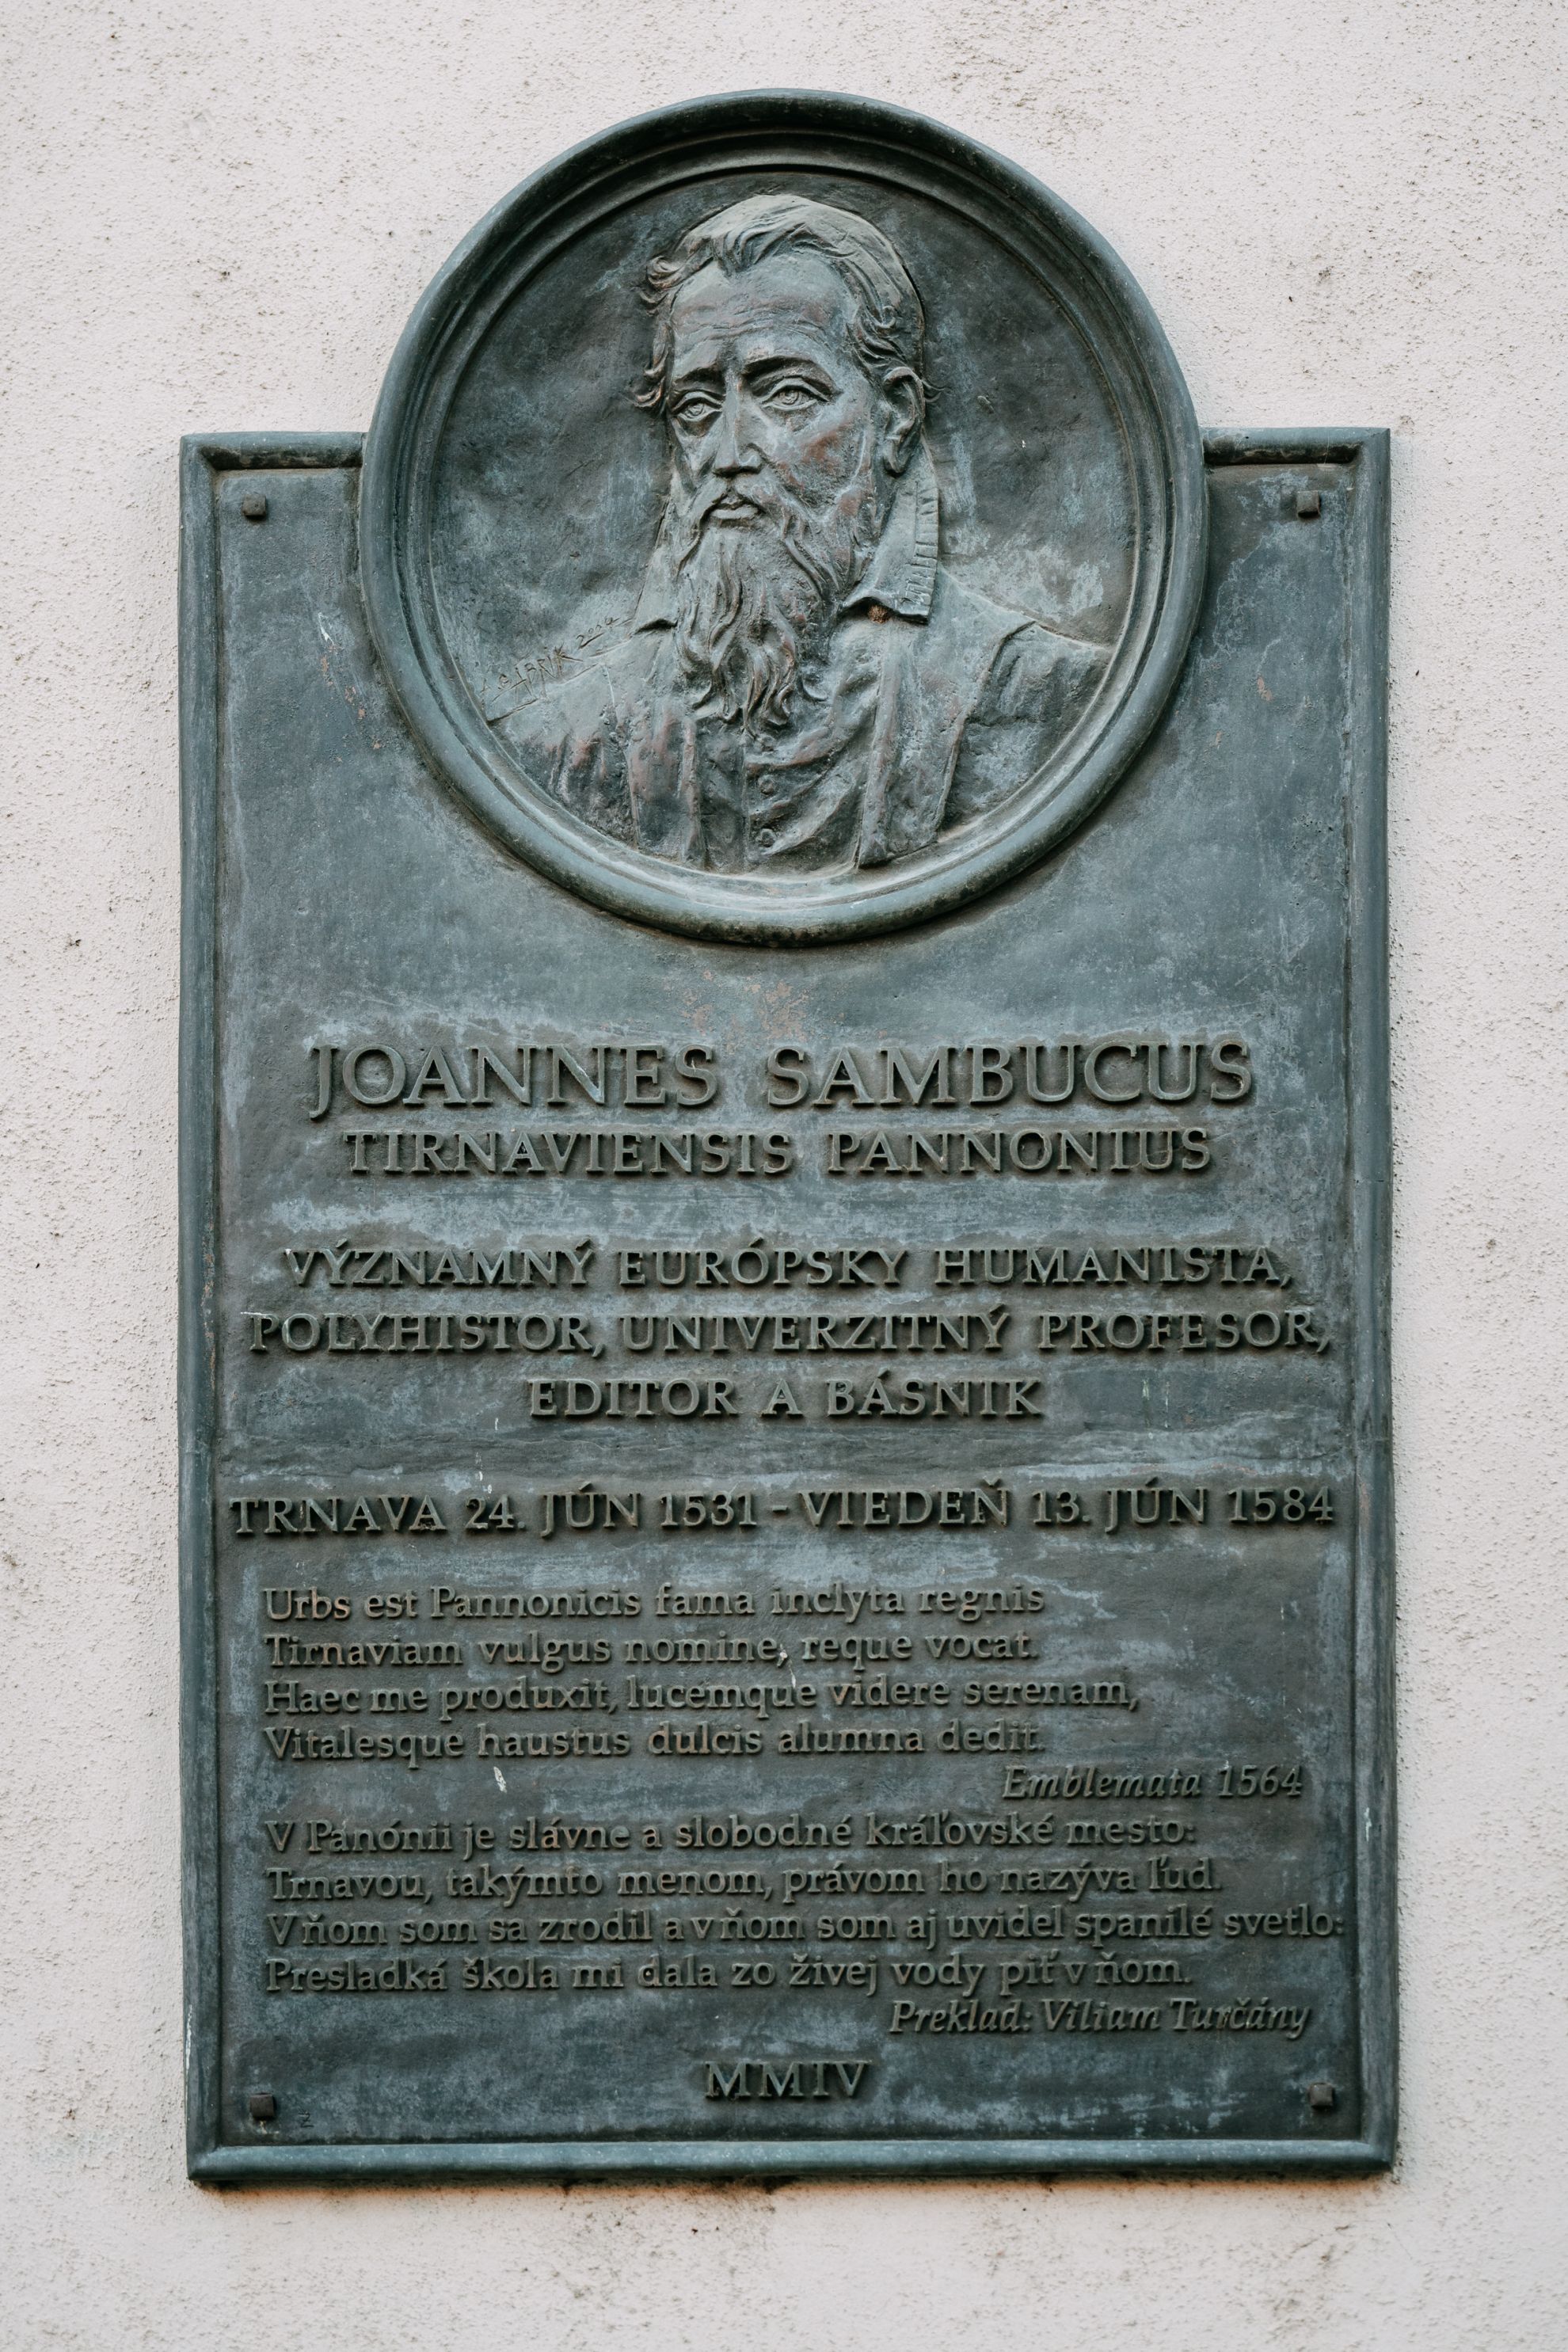 2004
JOANNES SAMBUCUS
TIRNAVIENSIS PANNONIUS
VÝZNAMNÝ EURÓPSKY HUMANISTA,
POLYHISTOR, UNIVERZITNÝ PROFESOR,
EDITOR A BÁSNIK
TRNAVA 24. JÚN 1531 - VIEDEŇ 13. JÚN 1584
Urbs est Pannonicis fama inclyta regnis
Tirnaviam vulgus nomine, reque vocat.
Haec me produxit, lucemque videre serenam,
Vitalesque haustus dulcis alumna dedit.
Emblemata 1564
V Panónii je slávne a slobodné kráľovské mesto:
Trnavou, takýmto menom, právom ho nazýva ľud.
V ňom som sa zrodil a v ňom som aj uvidel spanilé svetlo:
Presladká škola mi dala zo živej vody piť v ňom.
Preklad: Viliam Turčány
MMIV